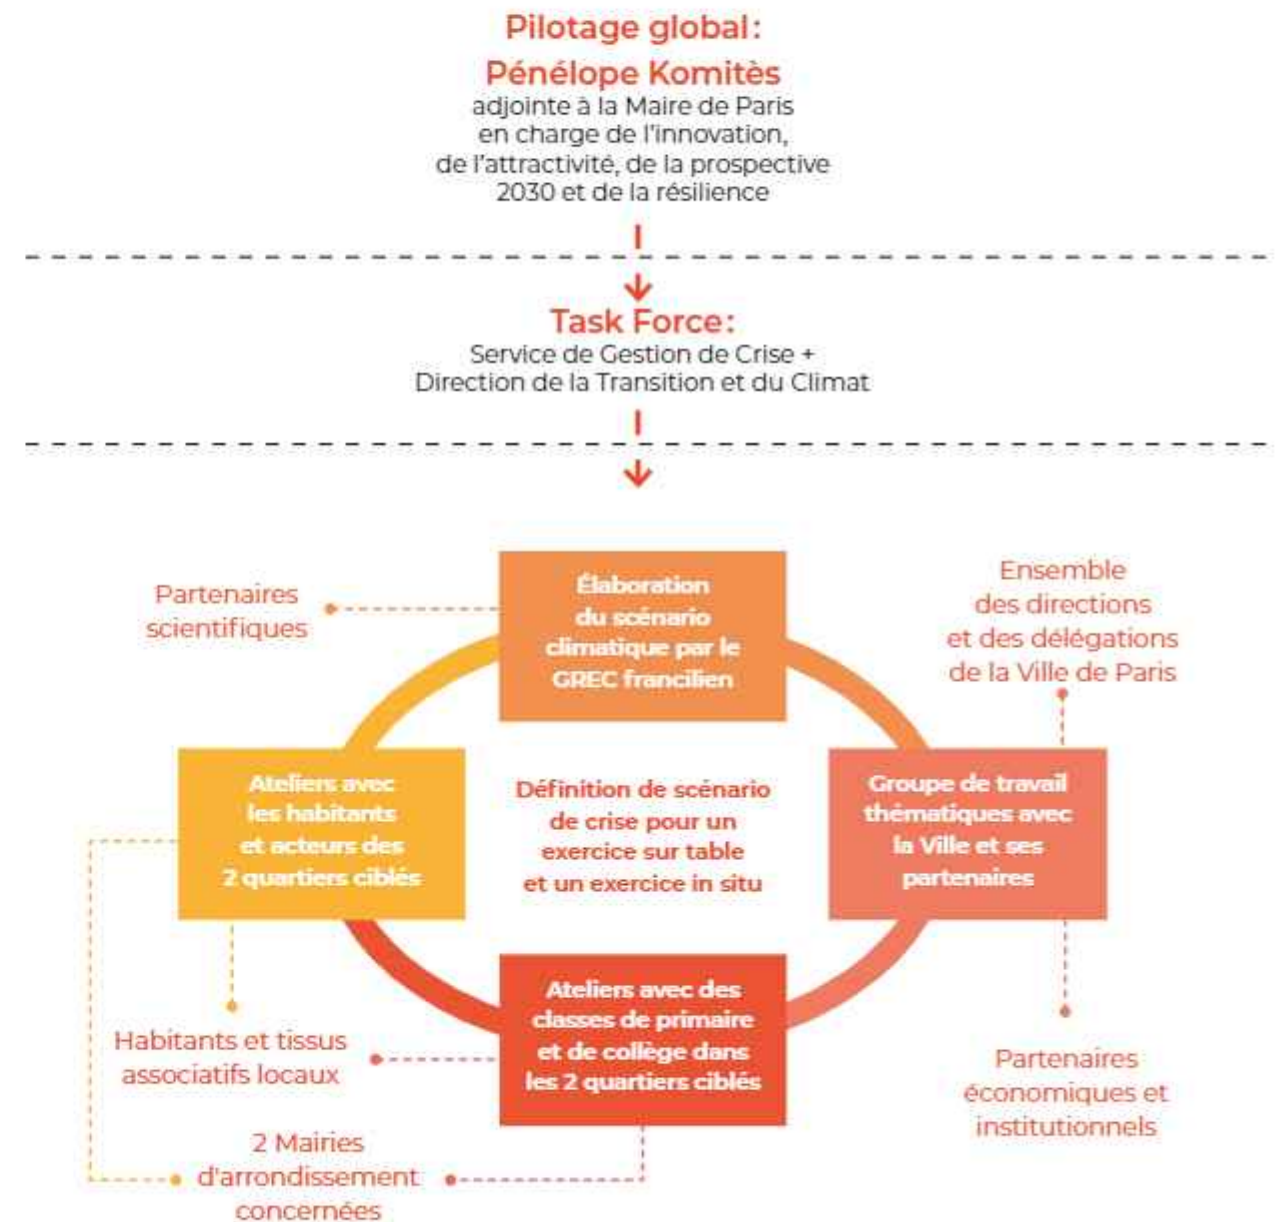 Pilotage global :
Pénélope Komitès
adjointe à la Maire de Paris
en charge de l'innovation,
de l'attractivité, de la prospective
2030 et de la résilience
Task Force :
Service de Gestion de Crise +
Direction de la Transition et du Climat
Partenaires
scientifiques
Élaboration
du scénario
climatique par le
GREC francilien
Ensemble
des directions
et des délégations
de la Ville de Paris
Ateliers avec
les habitants
et acteurs des
2 quartiers ciblés
Définition de scénario
de crise pour un
exercice sur table
et un exercice in situ
Groupe de travail
thématiques avec
la Ville et ses
partenaires
Ateliers avec des
classes de primaire
et de collège dans
les 2 quartiers ciblés
Habitants et tissus
associatifs locaux
Partenaires
économiques et
institutionnels
2 Mairies
d'arrondissement
concernées